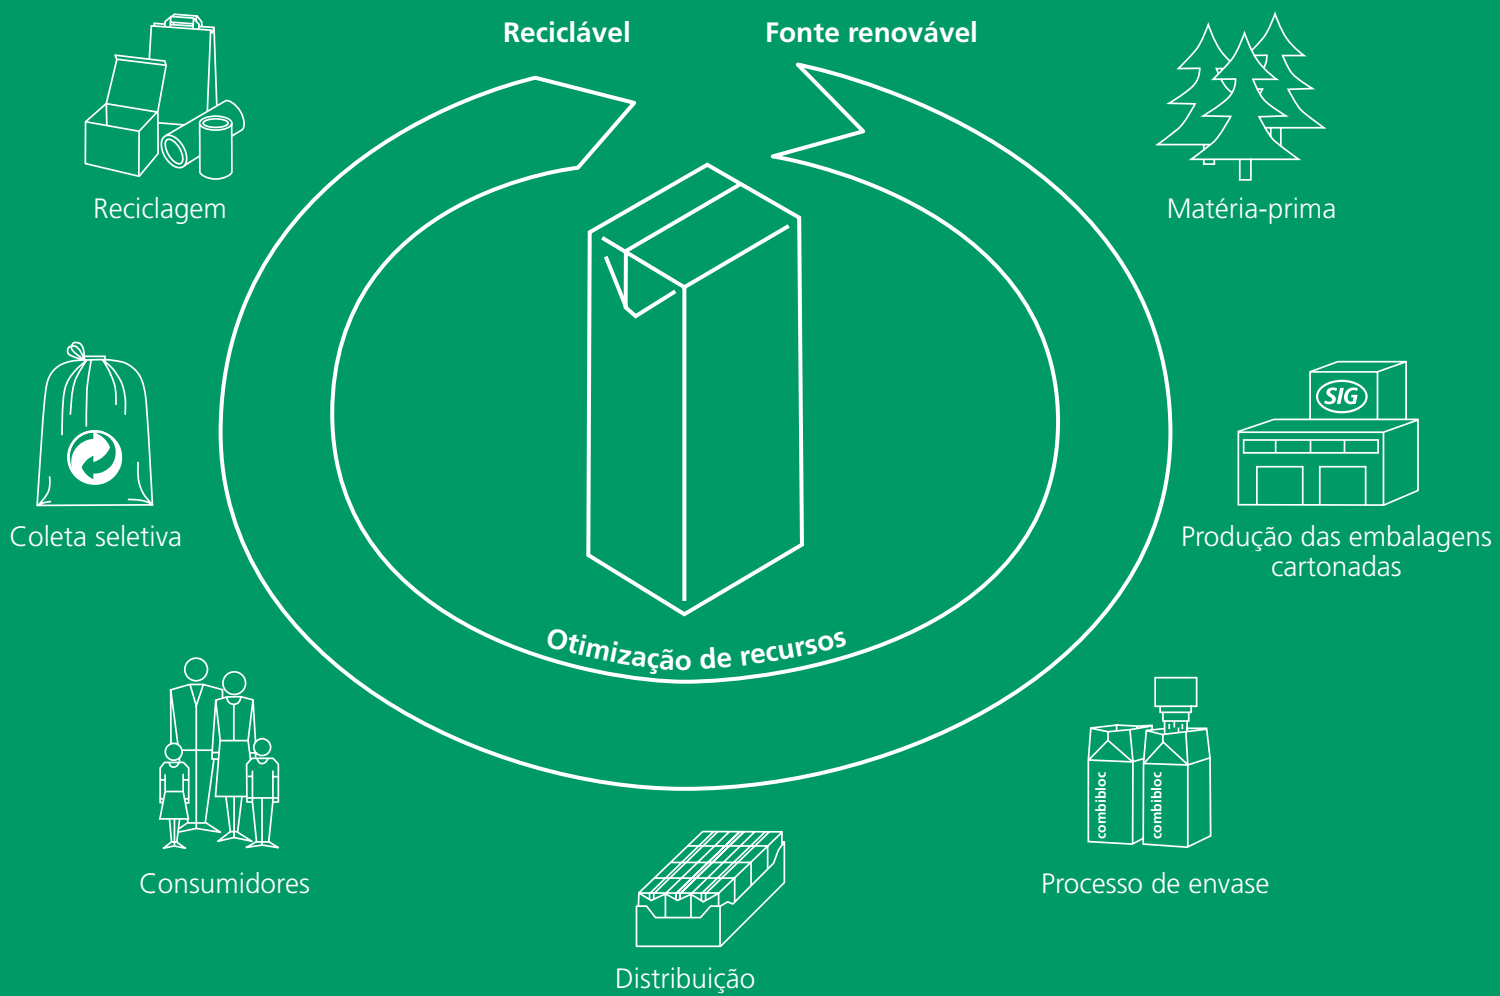 Reciclável
Fonte renovável
Reciclagem
Matéria-prima
SIG
Coleta seletiva
Produção das embalagens
cartonadas
Otimização de recursos
combibloc
combibloc
Consumidores
Processo de envase
Distribuição